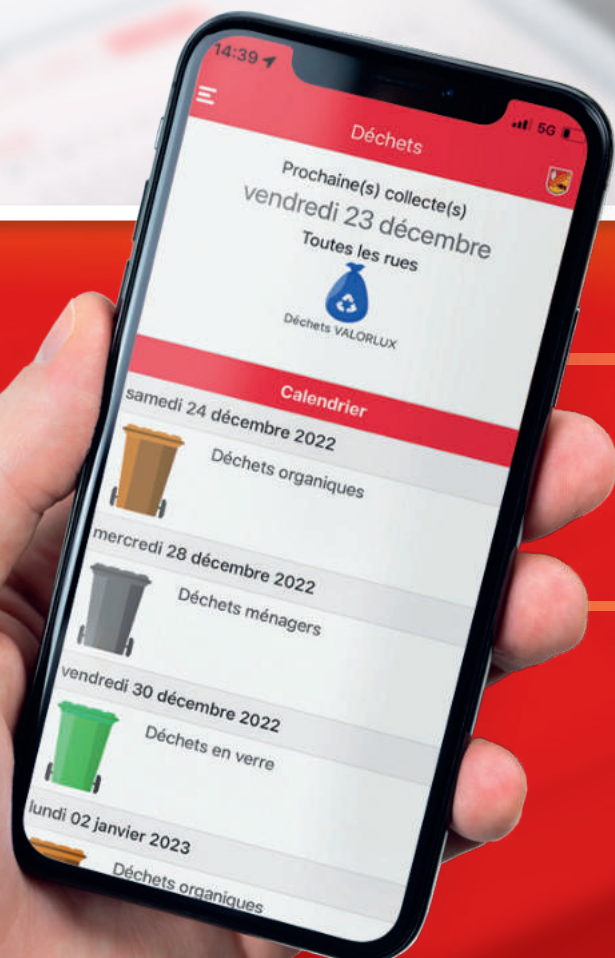 14:39
5G
Déchets
Prochaine(s) collecte(s)
vendredi 23 décembre
Toutes les rues
Déchets VALORLUX
Calendrier
samedi 24 décembre 2022
Déchets organiques
mercredi 28 décembre 2022
Déchets ménagers
vendredi 30 décembre 2022
Déchets en verre
lundi 02 janvier 2023
Déchets organiques